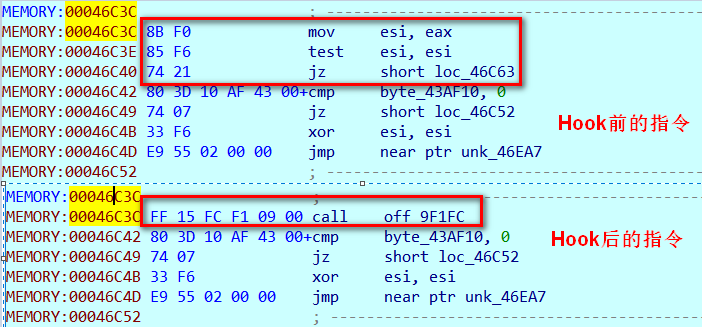 MEMORY:00046C3C ; ----------------------------------------
MEMORY:00046C3C 8B F0 mov esi, eax
MEMORY:00046C3E 85 F6 test esi, esi
MEMORY:00046C40 74 21 jz short loc_46C63
MEMORY:00046C42 80 3D 10 AF 43 00+cmp byte_43AF10, 0
MEMORY:00046C49 74 07 jz short loc_46C52
MEMORY:00046C4B 33 F6 xor esi, esi
MEMORY:00046C4D E9 55 02 00 00 jmp near ptr unk_46EA7
MEMORY:00046C52 ; ----------------------------------------
Hook前的指令
MEMORY:00046C3C ; ----------------------------------------
MEMORY:00046C3C FF 15 FC F1 09 00 call off_9F1FC
MEMORY:00046C42 80 3D 10 AF 43 00+cmp byte_43AF10, 0
MEMORY:00046C49 74 07 jz short loc_46C52
MEMORY:00046C4B 33 F6 xor esi, esi
MEMORY:00046C4D E9 55 02 00 00 jmp near ptr unk_46EA7
MEMORY:00046C52 ; ----------------------------------------
Hook后的指令